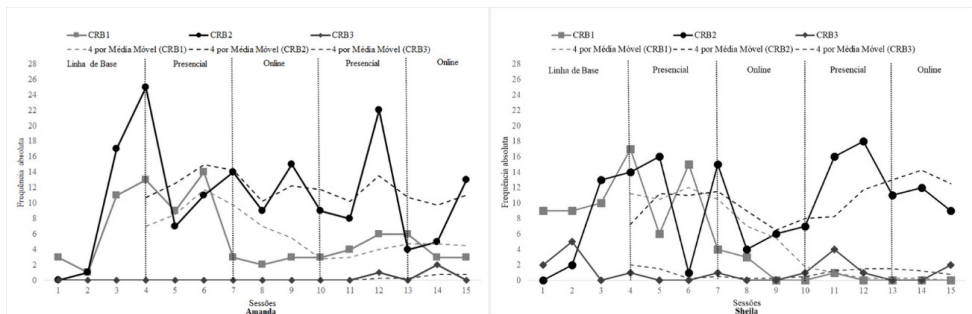 CRB1 CRB2 CRB3
4 por Média Móvel (CRB1) 4 por Média Móvel (CRB2) 4 por Média Móvel (CRB3)
Linha de Base Presencial Online Presencial Online
28
26
24
22
20
18
16
14
12
10
8
6
4
2
0
Frequência absoluta
1 2 3 4 5 6 7 8 9 10 11 12 13 14 15
Sessões
Amanda
CRB1 CRB2 CRB3
4 por Média Móvel (CRB1) 4 por Média Móvel (CRB2) 4 por Média Móvel (CRB3)
Linha de Base Presencial Online Presencial Online
28
26
24
22
20
18
16
14
12
10
8
6
4
2
0
Frequência absoluta
1 2 3 4 5 6 7 8 9 10 11 12 13 14 15
Sessões
Sheila